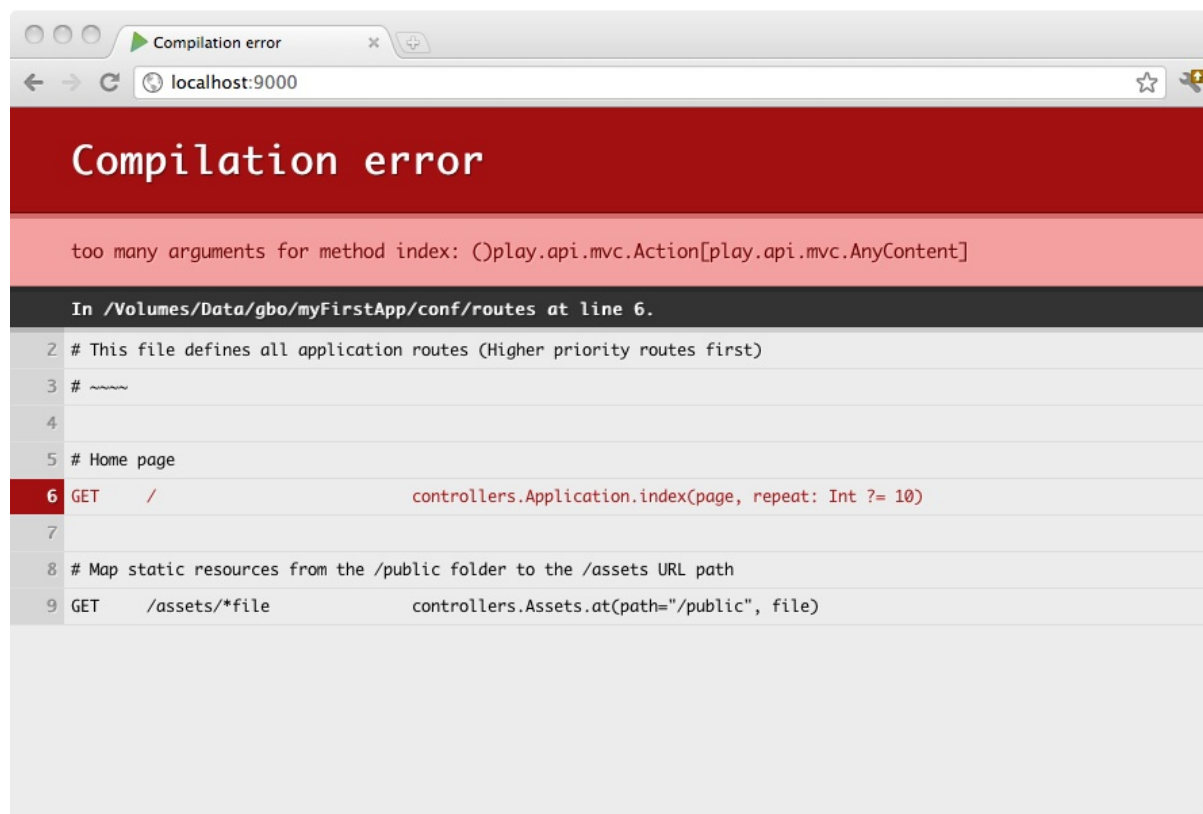 Compilation error
localhost:9000
Compilation error
too many arguments for method index: ()play.api.mvc.Action[play.api.mvc.AnyContent]
In /Volumes/Data/gbo/myFirstApp/conf/routes at line 6.
2 # This file defines all application routes (Higher priority routes first)
3 # ~~~~
4
5 # Home page
6 GET / controllers.Application.index(page, repeat: Int ?= 10)
7
8 # Map static resources from the /public folder to the /assets URL path
9 GET /assets/*file controllers.Assets.at(path="/public", file)